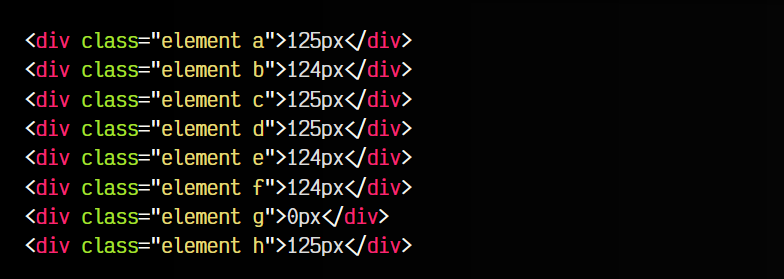 <div class="element a">125px</div>
<div class="element b">124px</div>
<div class="element c">125px</div>
<div class="element d">125px</div>
<div class="element e">124px</div>
<div class="element f">124px</div>
<div class="element g">0px</div>
<div class="element h">125px</div>